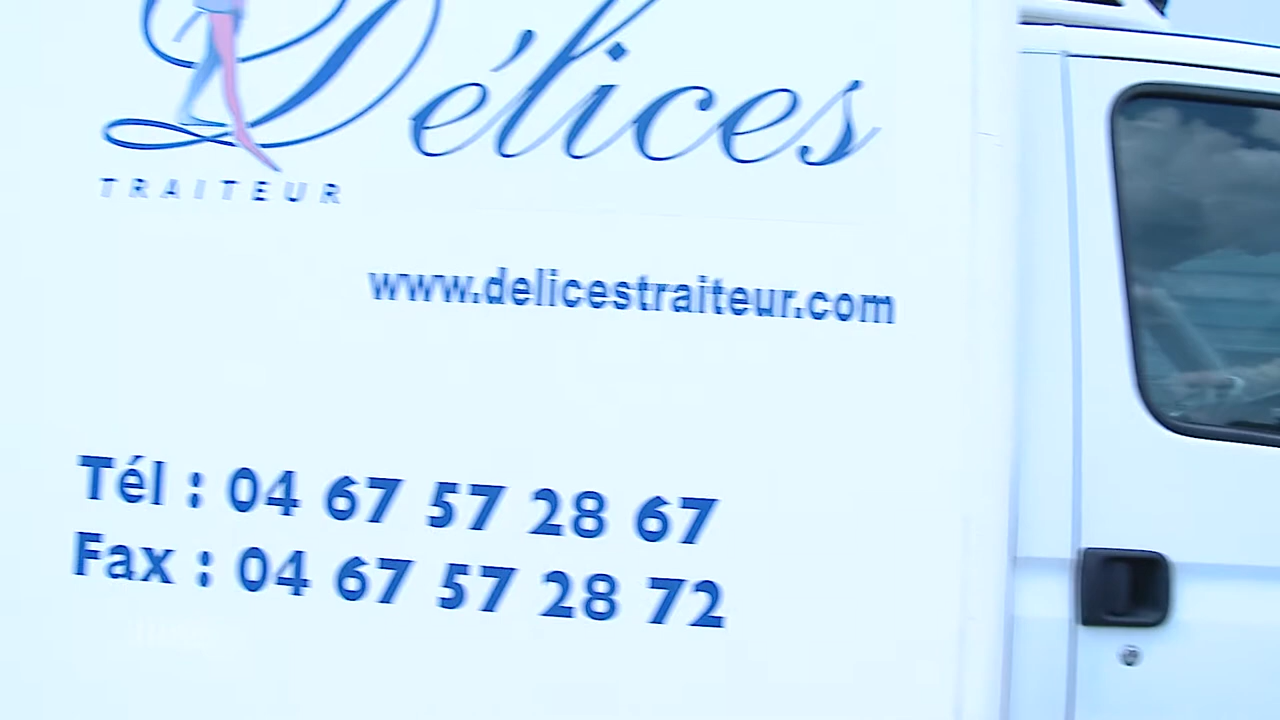 Délices
TRAITEUR
www.delicestraiteur.com
Tél : 04 67 57 28 67
Fax : 04 67 57 28 72